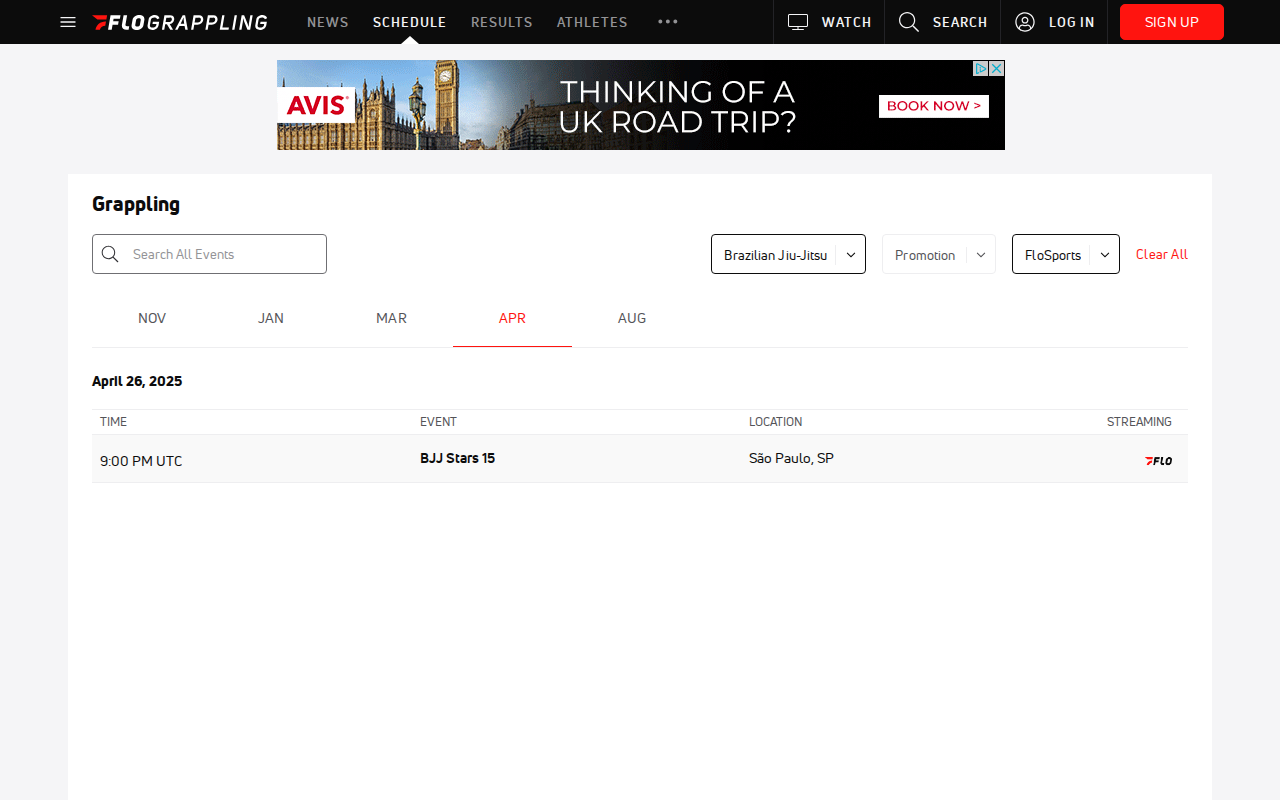 FLOGRAPPLING
NEWS
SCHEDULE
RESULTS
ATHLETES
WATCH
SEARCH
LOG IN
SIGN UP
AVIS
THINKING OF A
UK ROAD TRIP?
BOOK NOW >
Grappling
Search All Events
Brazilian Jiu-Jitsu
Promotion
FloSports
Clear All
NOV
JAN
MAR
APR
AUG
April 26, 2025
TIME
EVENT
LOCATION
STREAMING
9:00 PM UTC
BJJ Stars 15
São Paulo, SP
FLO